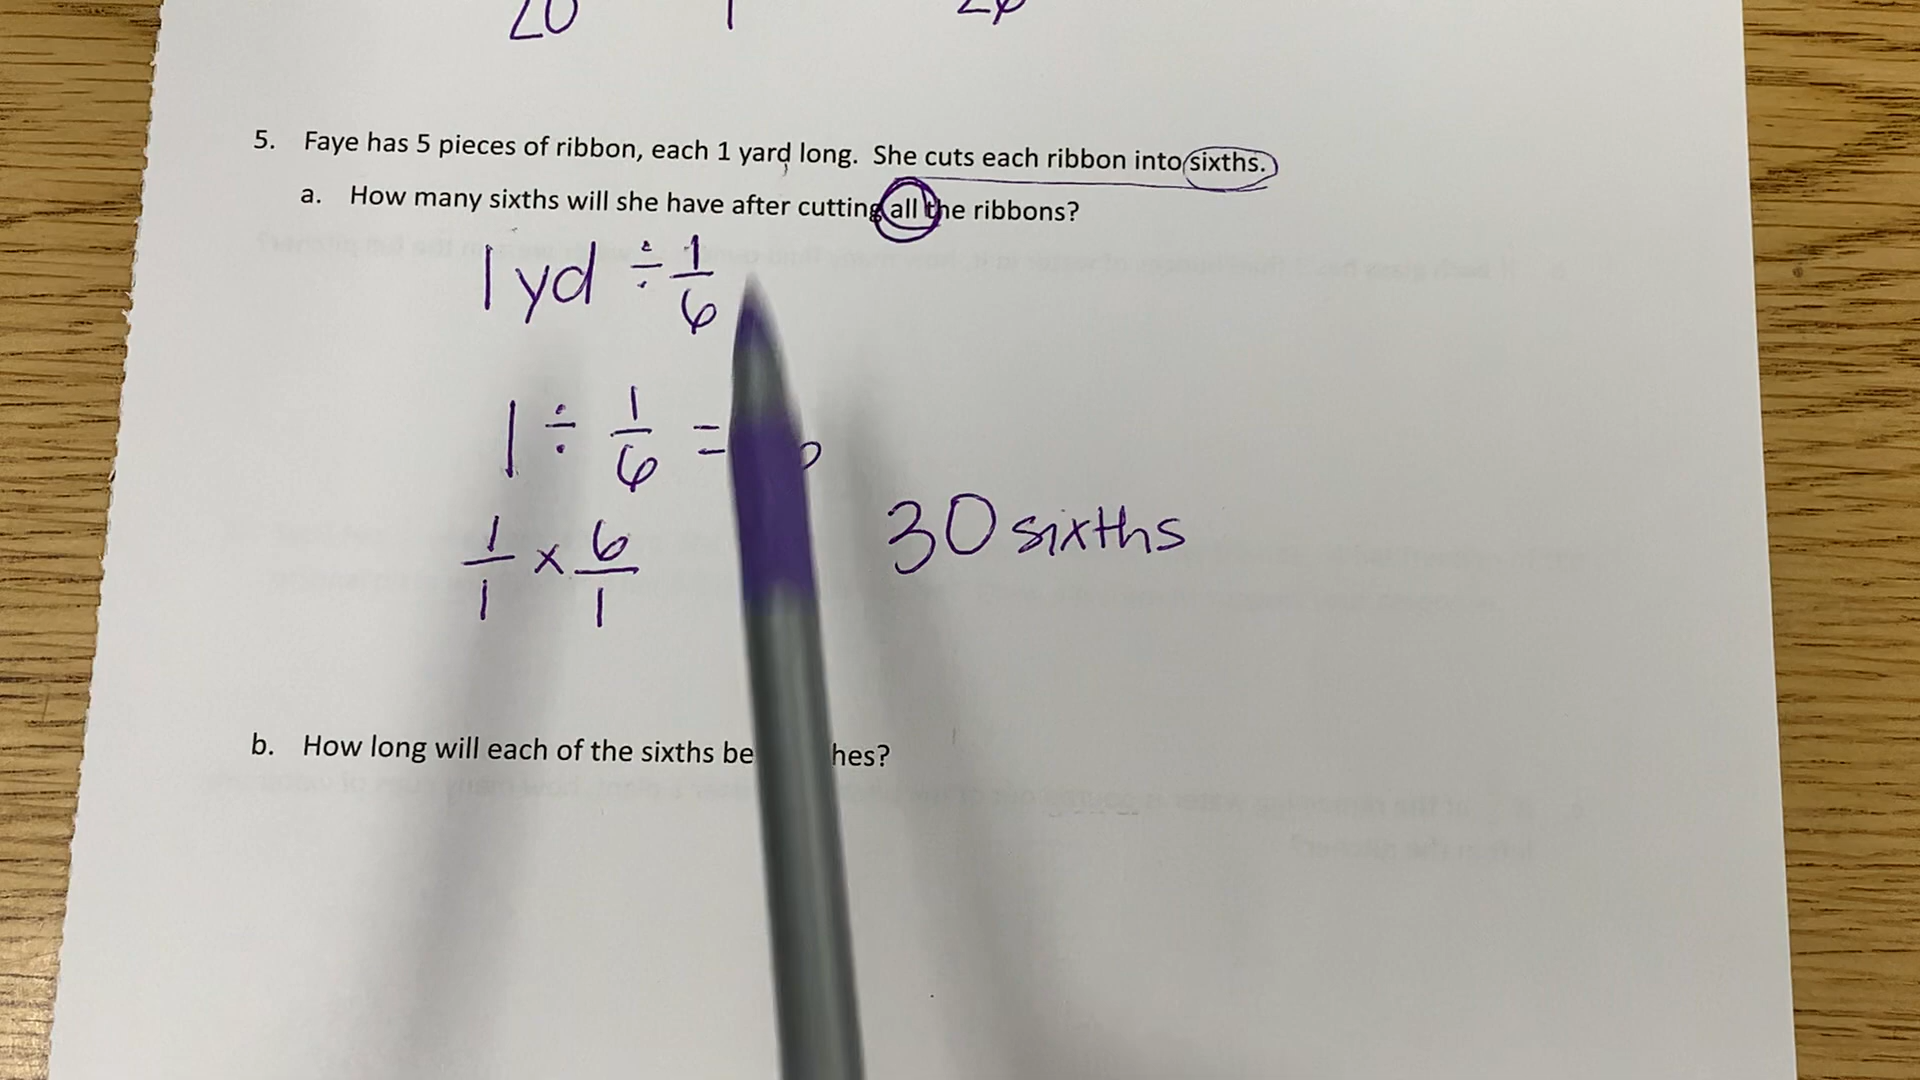 5. Faye has 5 pieces of ribbon, each 1 yard long. She cuts each ribbon into sixths.
a. How many sixths will she have after cutting all the ribbons?
1 yd ÷ 1/6
1 ÷ 1/6 =
1/1 × 6/1
30 sixths
b. How long will each of the sixths be